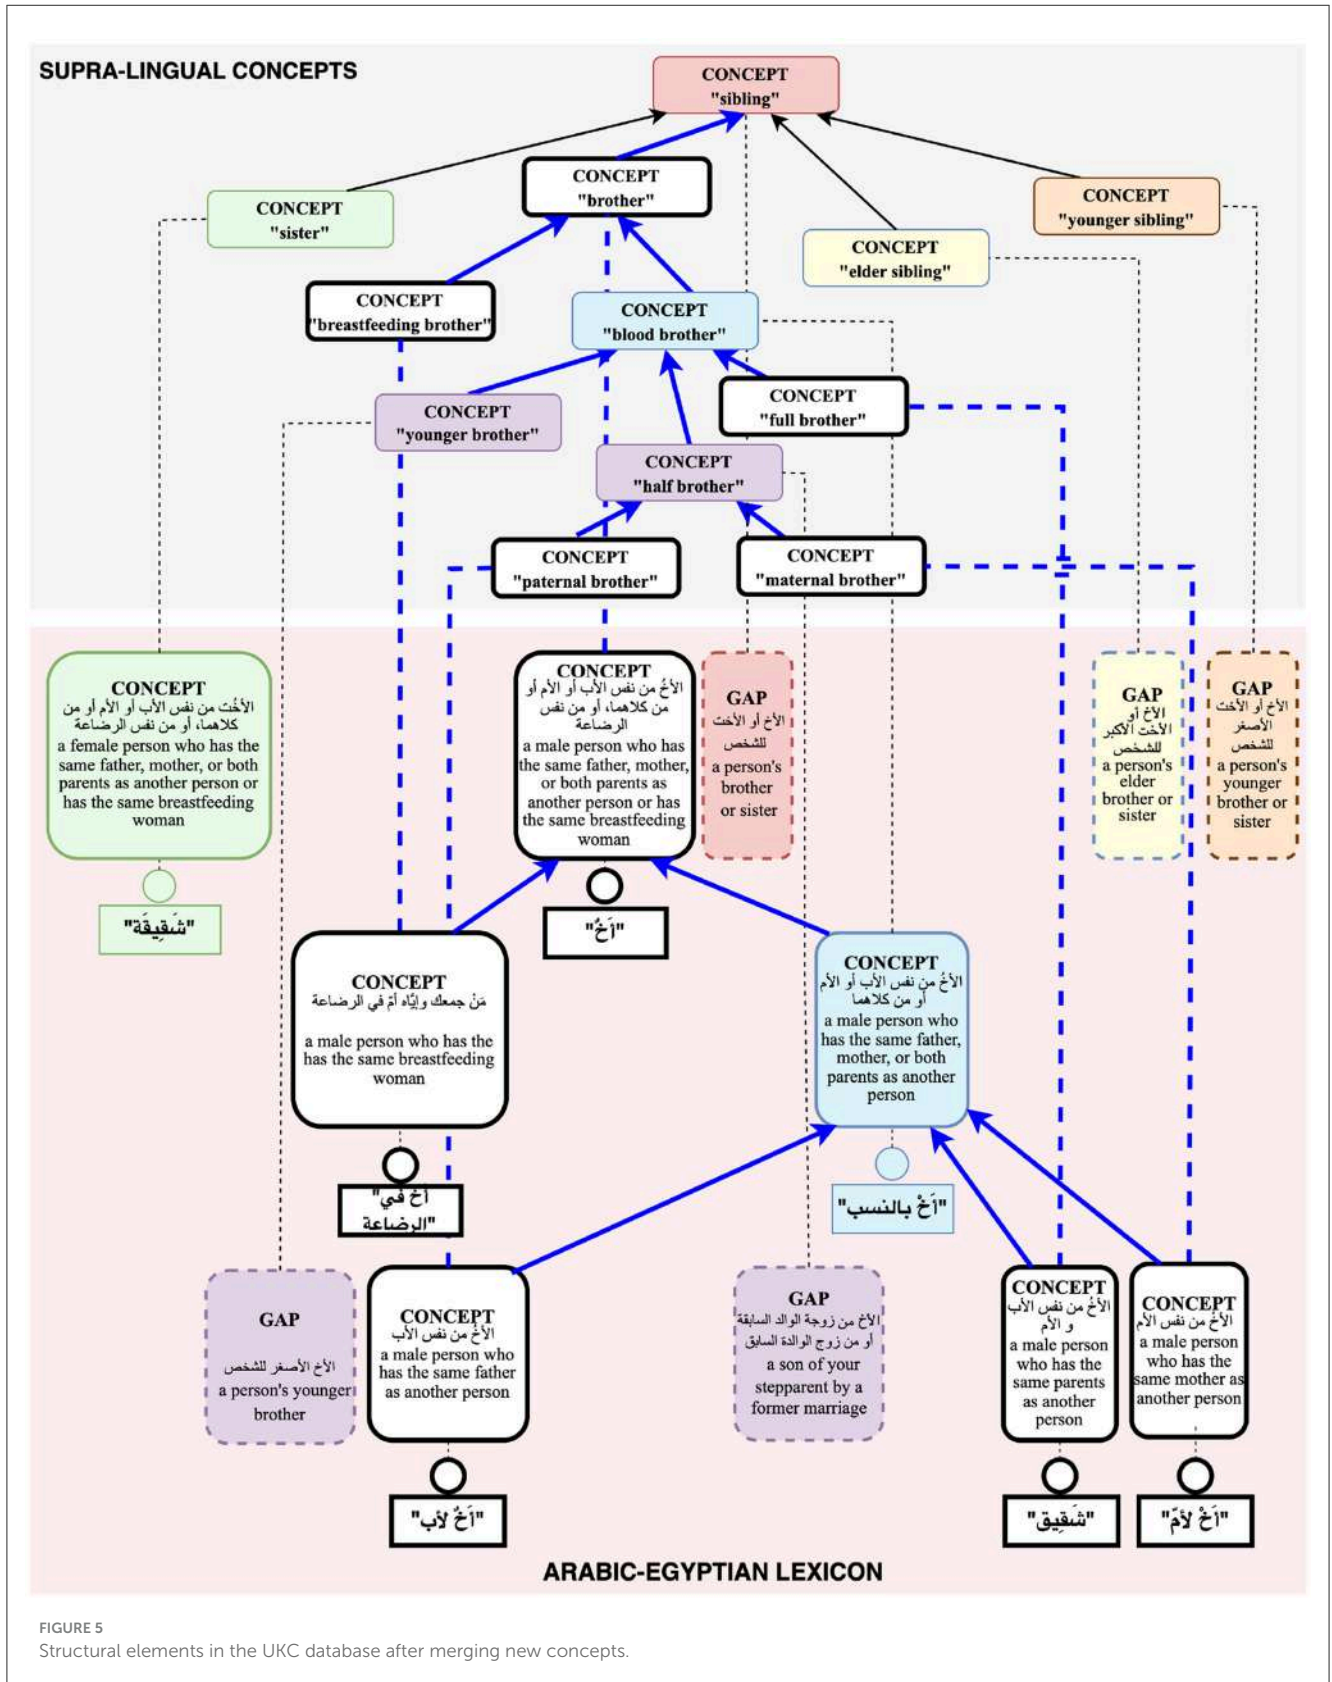 SUPRA-LINGUAL CONCEPTS
CONCEPT
"sibling"
CONCEPT
"brother"
CONCEPT
"sister"
CONCEPT
"younger sibling"
CONCEPT
"elder sibling"
CONCEPT
"breastfeeding brother"
CONCEPT
"blood brother"
CONCEPT
"younger brother"
CONCEPT
"full brother"
CONCEPT
"half brother"
CONCEPT
"paternal brother"
CONCEPT
"maternal brother"
CONCEPT
الأخْت من نفس الأب أو الأم أو من
كلاهما، أو من نفس الرضاعة
a female person who has the
same father, mother, or both
parents as another person or
has the same breastfeeding
woman
"شَقِيقَة"
CONCEPT
الأخُ من نفس الأب أو الأم أو
من كلاهما، أو من نفس
الرضاعة
a male person who has
the same father, mother,
or both parents as
another person or has
the same breastfeeding
woman
"أَخٌ"
GAP
الأخ أو الأخت
للشخص
a person's
brother
or sister
GAP
الأخ أو
الأخت الأكبر
للشخص
a person's
elder
brother or
sister
GAP
الأخ أو الأخت
الأصغر
للشخص
a person's
younger
brother or
sister
CONCEPT
مَنْ جمعك وإيَّاه أمّ في الرضاعة
a male person who has the
has the same breastfeeding
woman
"أخ في
الرضاعة"
CONCEPT
الأخُ من نفس الأب أو الأم
أو من كلاهما
a male person who
has the same father,
mother, or both
parents as another
person
"أَخْ بالنسب"
GAP
الأخ الأصغر للشخص
a person's younger
brother
CONCEPT
الأخُ من نفس الأب
a male person who
has the same father
as another person
"أَخٌ لأب"
GAP
الأخ من زوجة الوالد السابقة
أو من زوج الوالدة السابق
a son of your
stepparent by a
former marriage
CONCEPT
الأخُ من نفس الأب
و الأم
a male person
who has the
same parents
as another
person
"شَقِيق"
CONCEPT
الأخُ من نفس الأم
a male person
who has the
same mother as
another person
"أَخْ لأمّ"
ARABIC-EGYPTIAN LEXICON
FIGURE 5
Structural elements in the UKC database after merging new concepts.